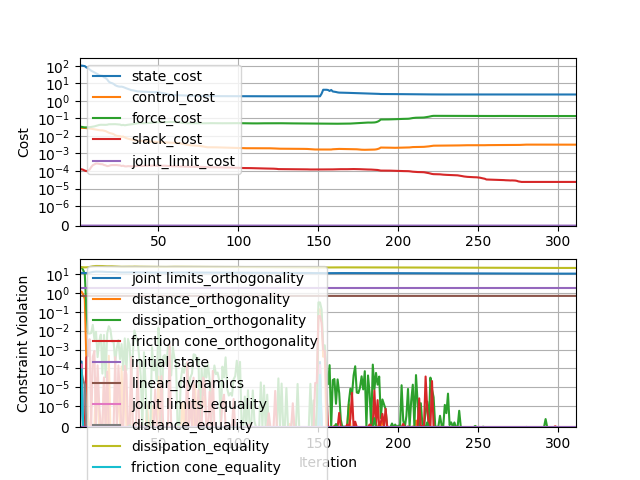 10²
10¹
10⁰
10⁻¹
10⁻²
10⁻³
10⁻⁴
10⁻⁵
10⁻⁶
0
Cost
state_cost
control_cost
force_cost
slack_cost
joint_limit_cost
50 100 150 200 250 300
10¹
10⁰
10⁻¹
10⁻²
10⁻³
10⁻⁴
10⁻⁵
10⁻⁶
0
Constraint Violation
joint limits_orthogonality
distance_orthogonality
dissipation_orthogonality
friction cone_orthogonality
initial state
linear_dynamics
joint limits_equality
distance_equality
dissipation_equality
friction cone_equality
50 100 150 200 250 300
Iteration